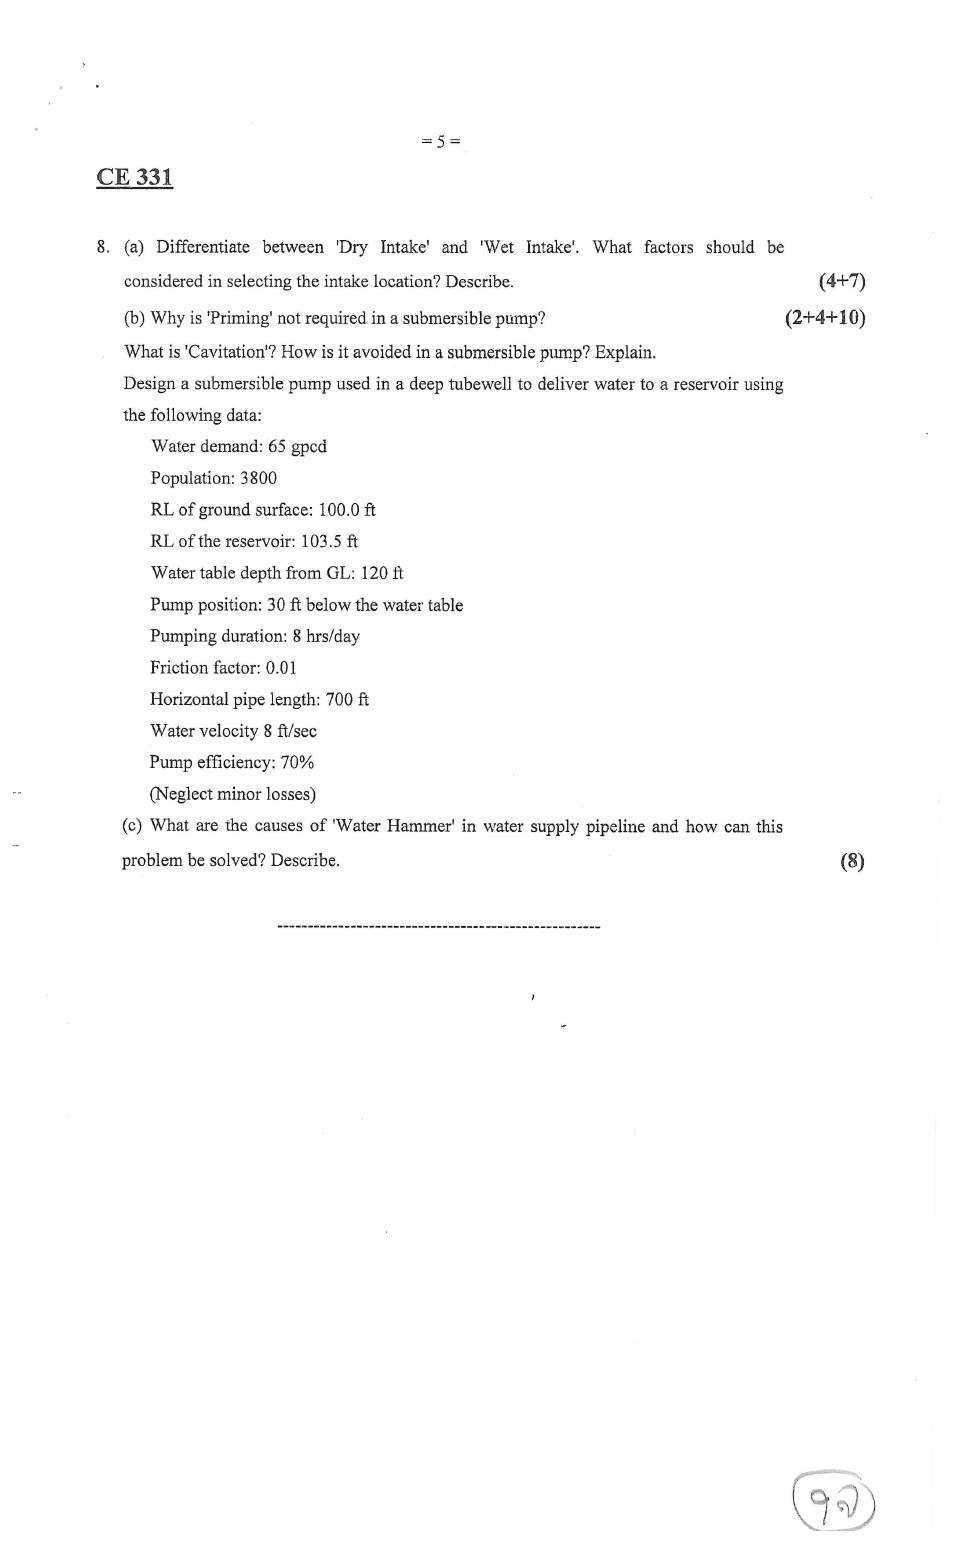 = 5 =
CE 331
8. (a) Differentiate between 'Dry Intake' and 'Wet Intake'. What factors should be
considered in selecting the intake location? Describe. (4+7)
(b) Why is 'Priming' not required in a submersible pump? (2+4+10)
What is 'Cavitation'? How is it avoided in a submersible pump? Explain.
Design a submersible pump used in a deep tubewell to deliver water to a reservoir using
the following data:
Water demand: 65 gpcd
Population: 3800
RL of ground surface: 100.0 ft
RL of the reservoir: 103.5 ft
Water table depth from GL: 120 ft
Pump position: 30 ft below the water table
Pumping duration: 8 hrs/day
Friction factor: 0.01
Horizontal pipe length: 700 ft
Water velocity 8 ft/sec
Pump efficiency: 70%
(Neglect minor losses)
(c) What are the causes of 'Water Hammer' in water supply pipeline and how can this
problem be solved? Describe. (8)